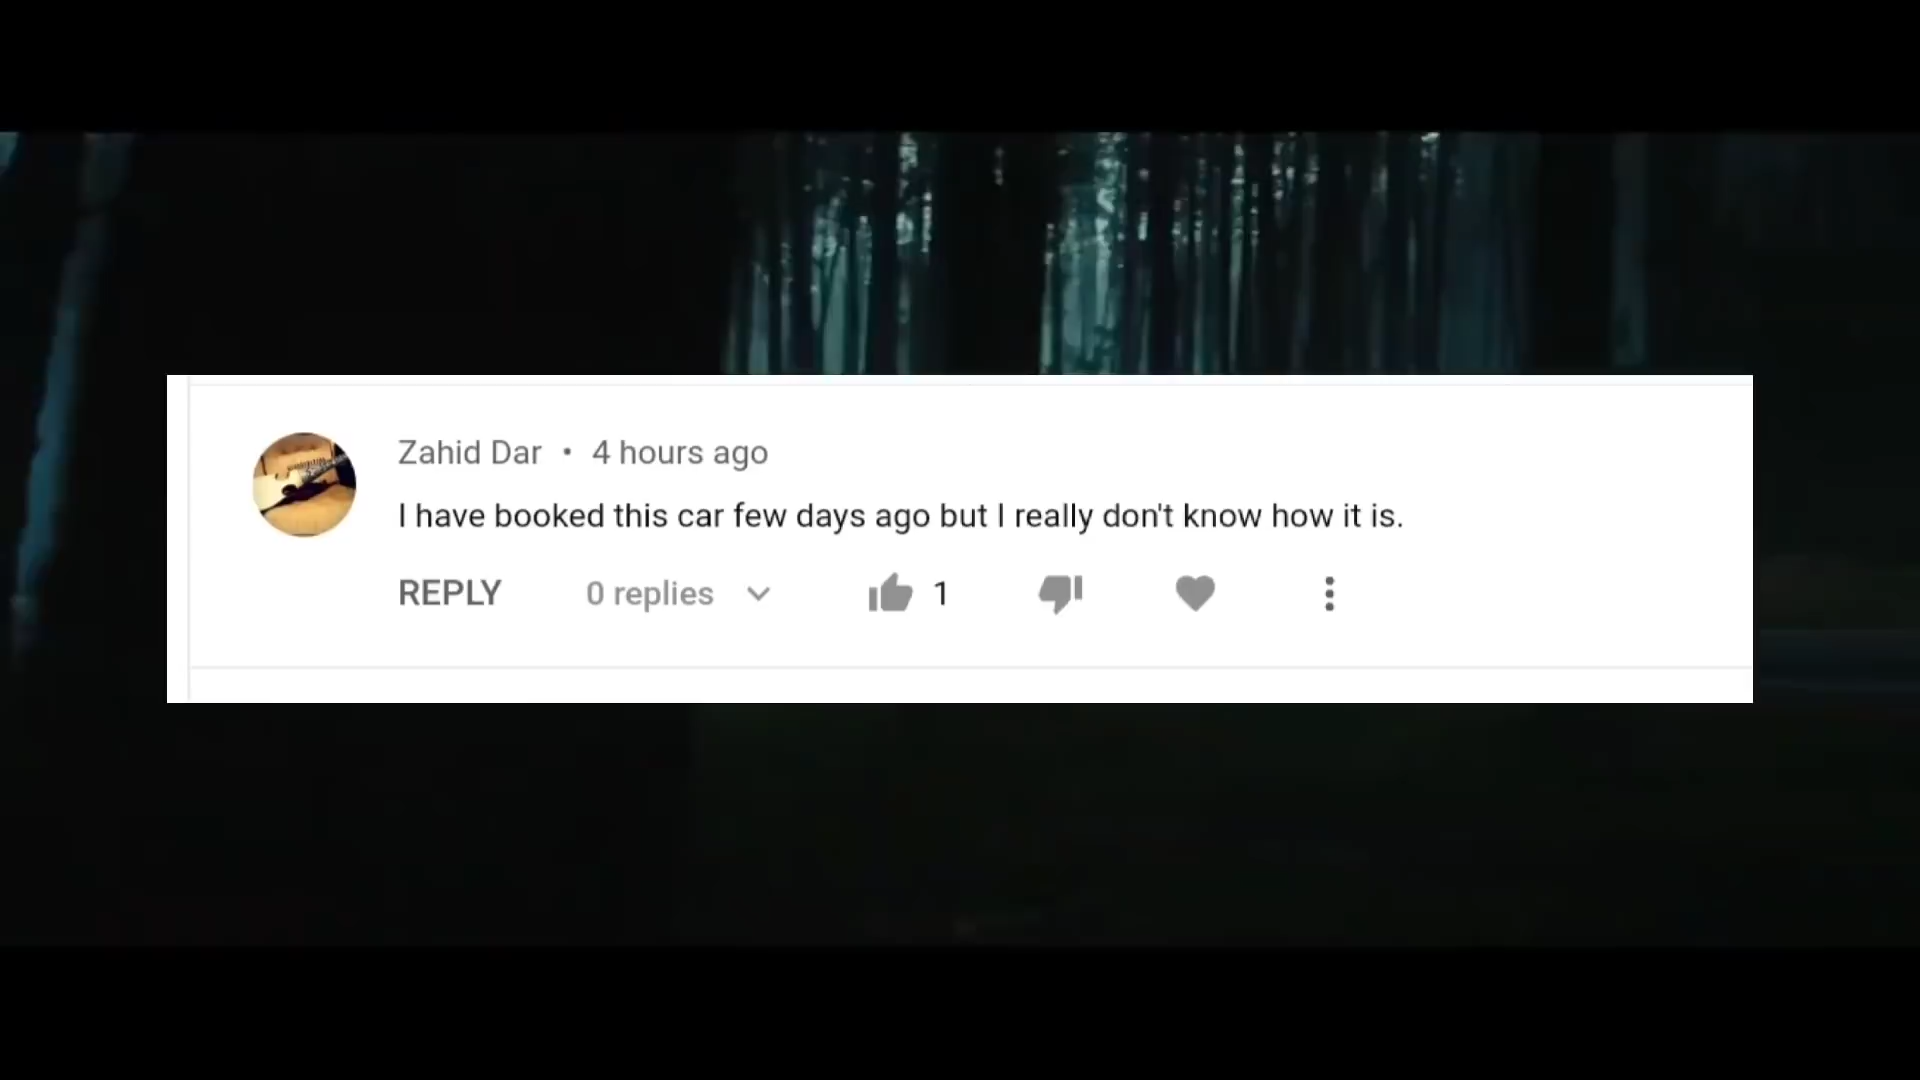 Zahid Dar • 4 hours ago
I have booked this car few days ago but I really don't know how it is.
REPLY 0 replies 1